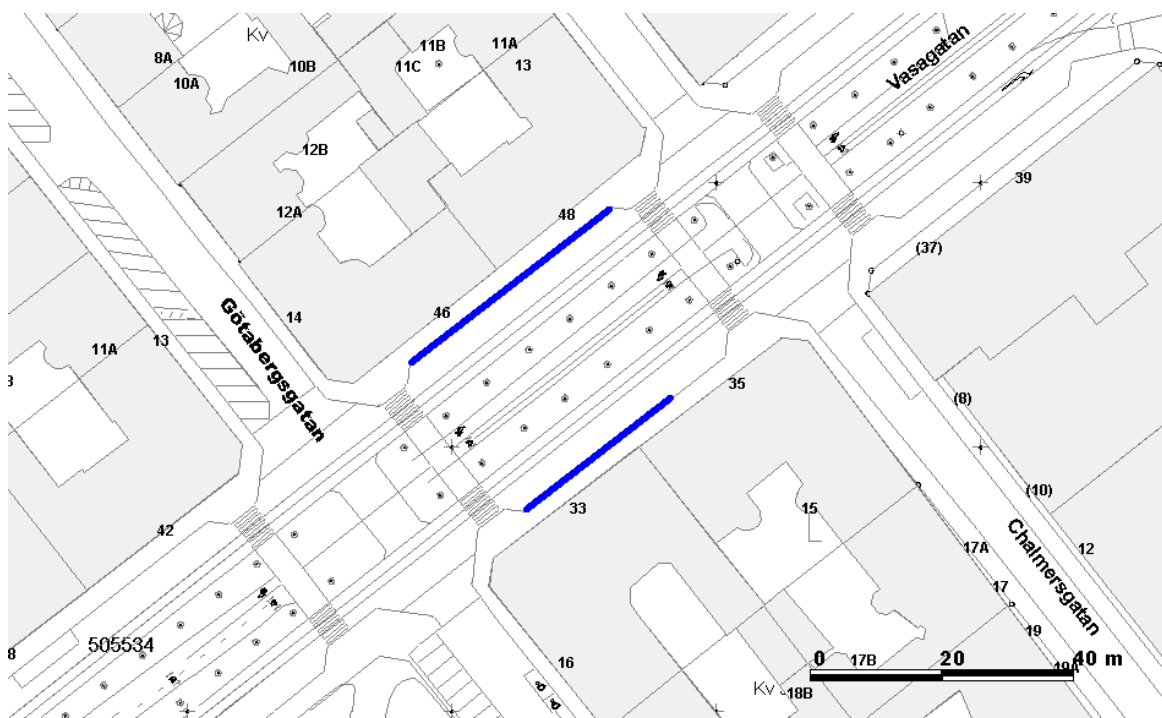 Kv
8A
10A
10B
11B
11C
11A
13
Vasagatan
12B
12A
48
39
(37)
46
14
13
11A
Götabergsgatan
35
33
(8)
(10)
42
15
12
17A
17
Chalmersgatan
19
505534
8
16
17B
19A
Kv
18B
0
20
40 m